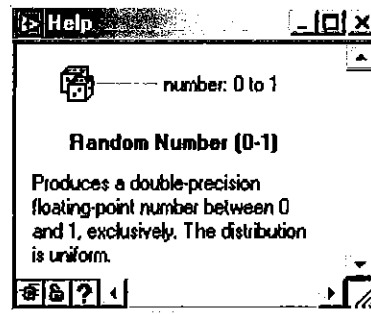 Help
number: 0 to 1
Random Number (0-1)
Produces a double-precision
floating-point number between 0
and 1, exclusively. The distribution
is uniform.
?